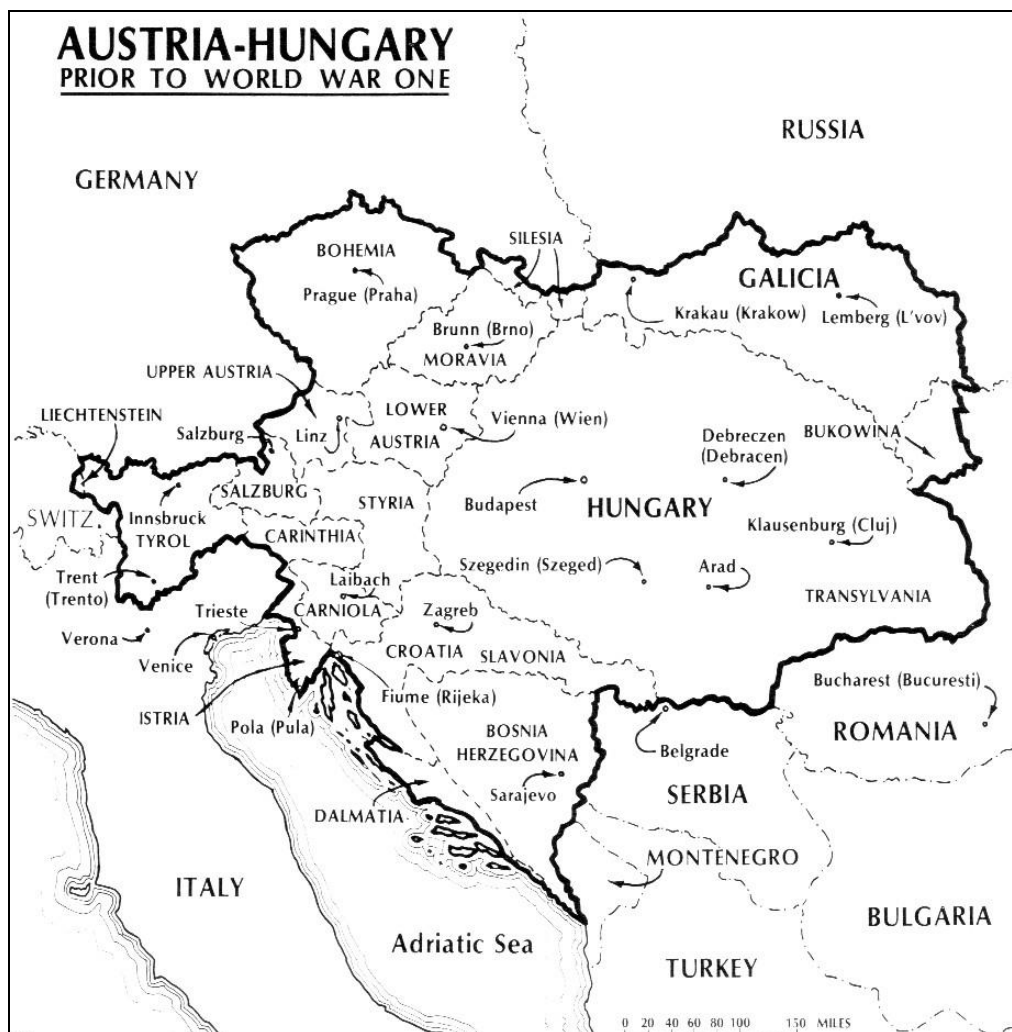 AUSTRIA-HUNGARY
PRIOR TO WORLD WAR ONE
RUSSIA
GERMANY
BOHEMIA
SILESIA
GALICIA
Prague (Praha)
Krakau (Krakow)
Lemberg (L'vov)
Brunn (Brno)
MORAVIA
UPPER AUSTRIA
LIECHTENSTEIN
LOWER
AUSTRIA
Vienna (Wien)
Salzburg
Linz
Debreczen
(Debracen)
BUKOWINA
SALZBURG
STYRIA
Budapest
HUNGARY
SWITZ.
Innsbruck
TYROL
CARINTHIA
Klausenburg (Cluj)
Szegedin (Szeged)
Arad
Trent
(Trento)
Laibach
TRANSYLVANIA
Trieste
CARNIOLA
Zagreb
Verona
Venice
CROATIA
SLAVONIA
Bucharest (Bucuresti)
Fiume (Rijeka)
ISTRIA
Pola (Pula)
BOSNIA
HERZEGOVINA
Belgrade
ROMANIA
Sarajevo
SERBIA
DALMATIA
MONTENEGRO
ITALY
BULGARIA
Adriatic Sea
TURKEY
0 20 40 60 80 100 150 MILES